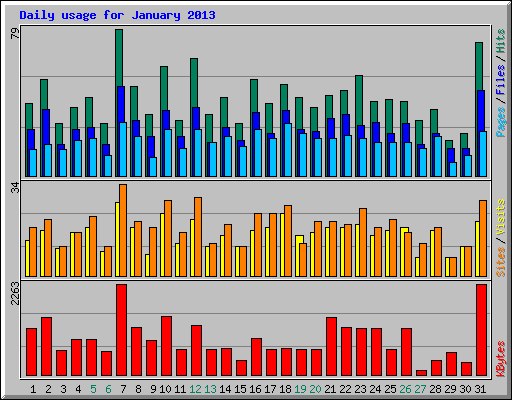 Daily usage for January 2013
79
Pages / Files / Hits
34
Sites / Visits
2263
KBytes
1 2 3 4 5 6 7 8 9 10 11 12 13 14 15 16 17 18 19 20 21 22 23 24 25 26 27 28 29 30 31